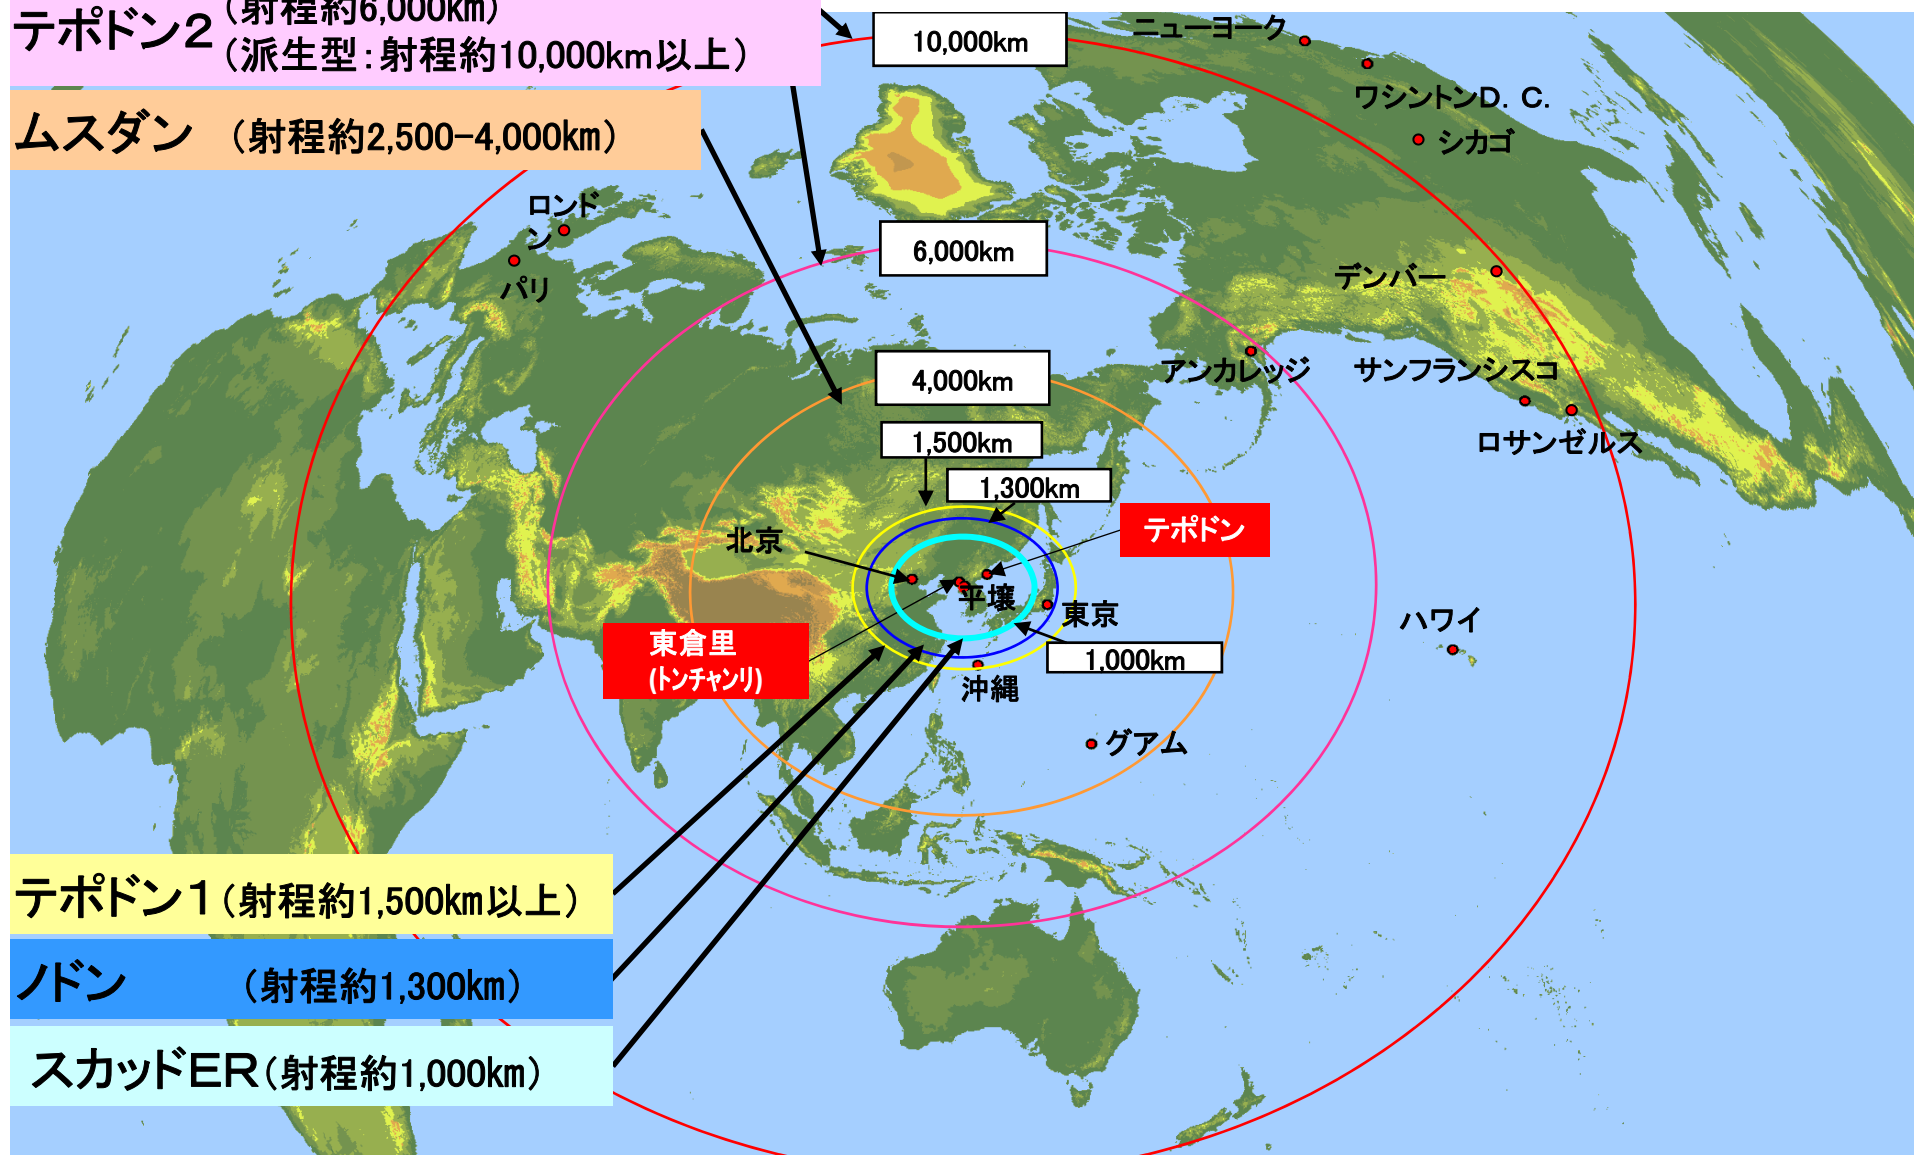 テポドン２
（射程約6,000km）
（派生型：射程約10,000km以上）
ムスダン　（射程約2,500-4,000km）
10,000km
ニューヨーク
ワシントンＤ．Ｃ．
シカゴ
ロンド
ン
パリ
6,000km
デンバー
アンカレッジ
サンフランシスコ
ロサンゼルス
4,000km
1,500km
1,300km
テポドン
北京
平壌
東京
東倉里
(トンチャンリ)
1,000km
沖縄
ハワイ
グアム
テポドン１（射程約1,500km以上）
ノドン　（射程約1,300km）
スカッドＥＲ（射程約1,000km）